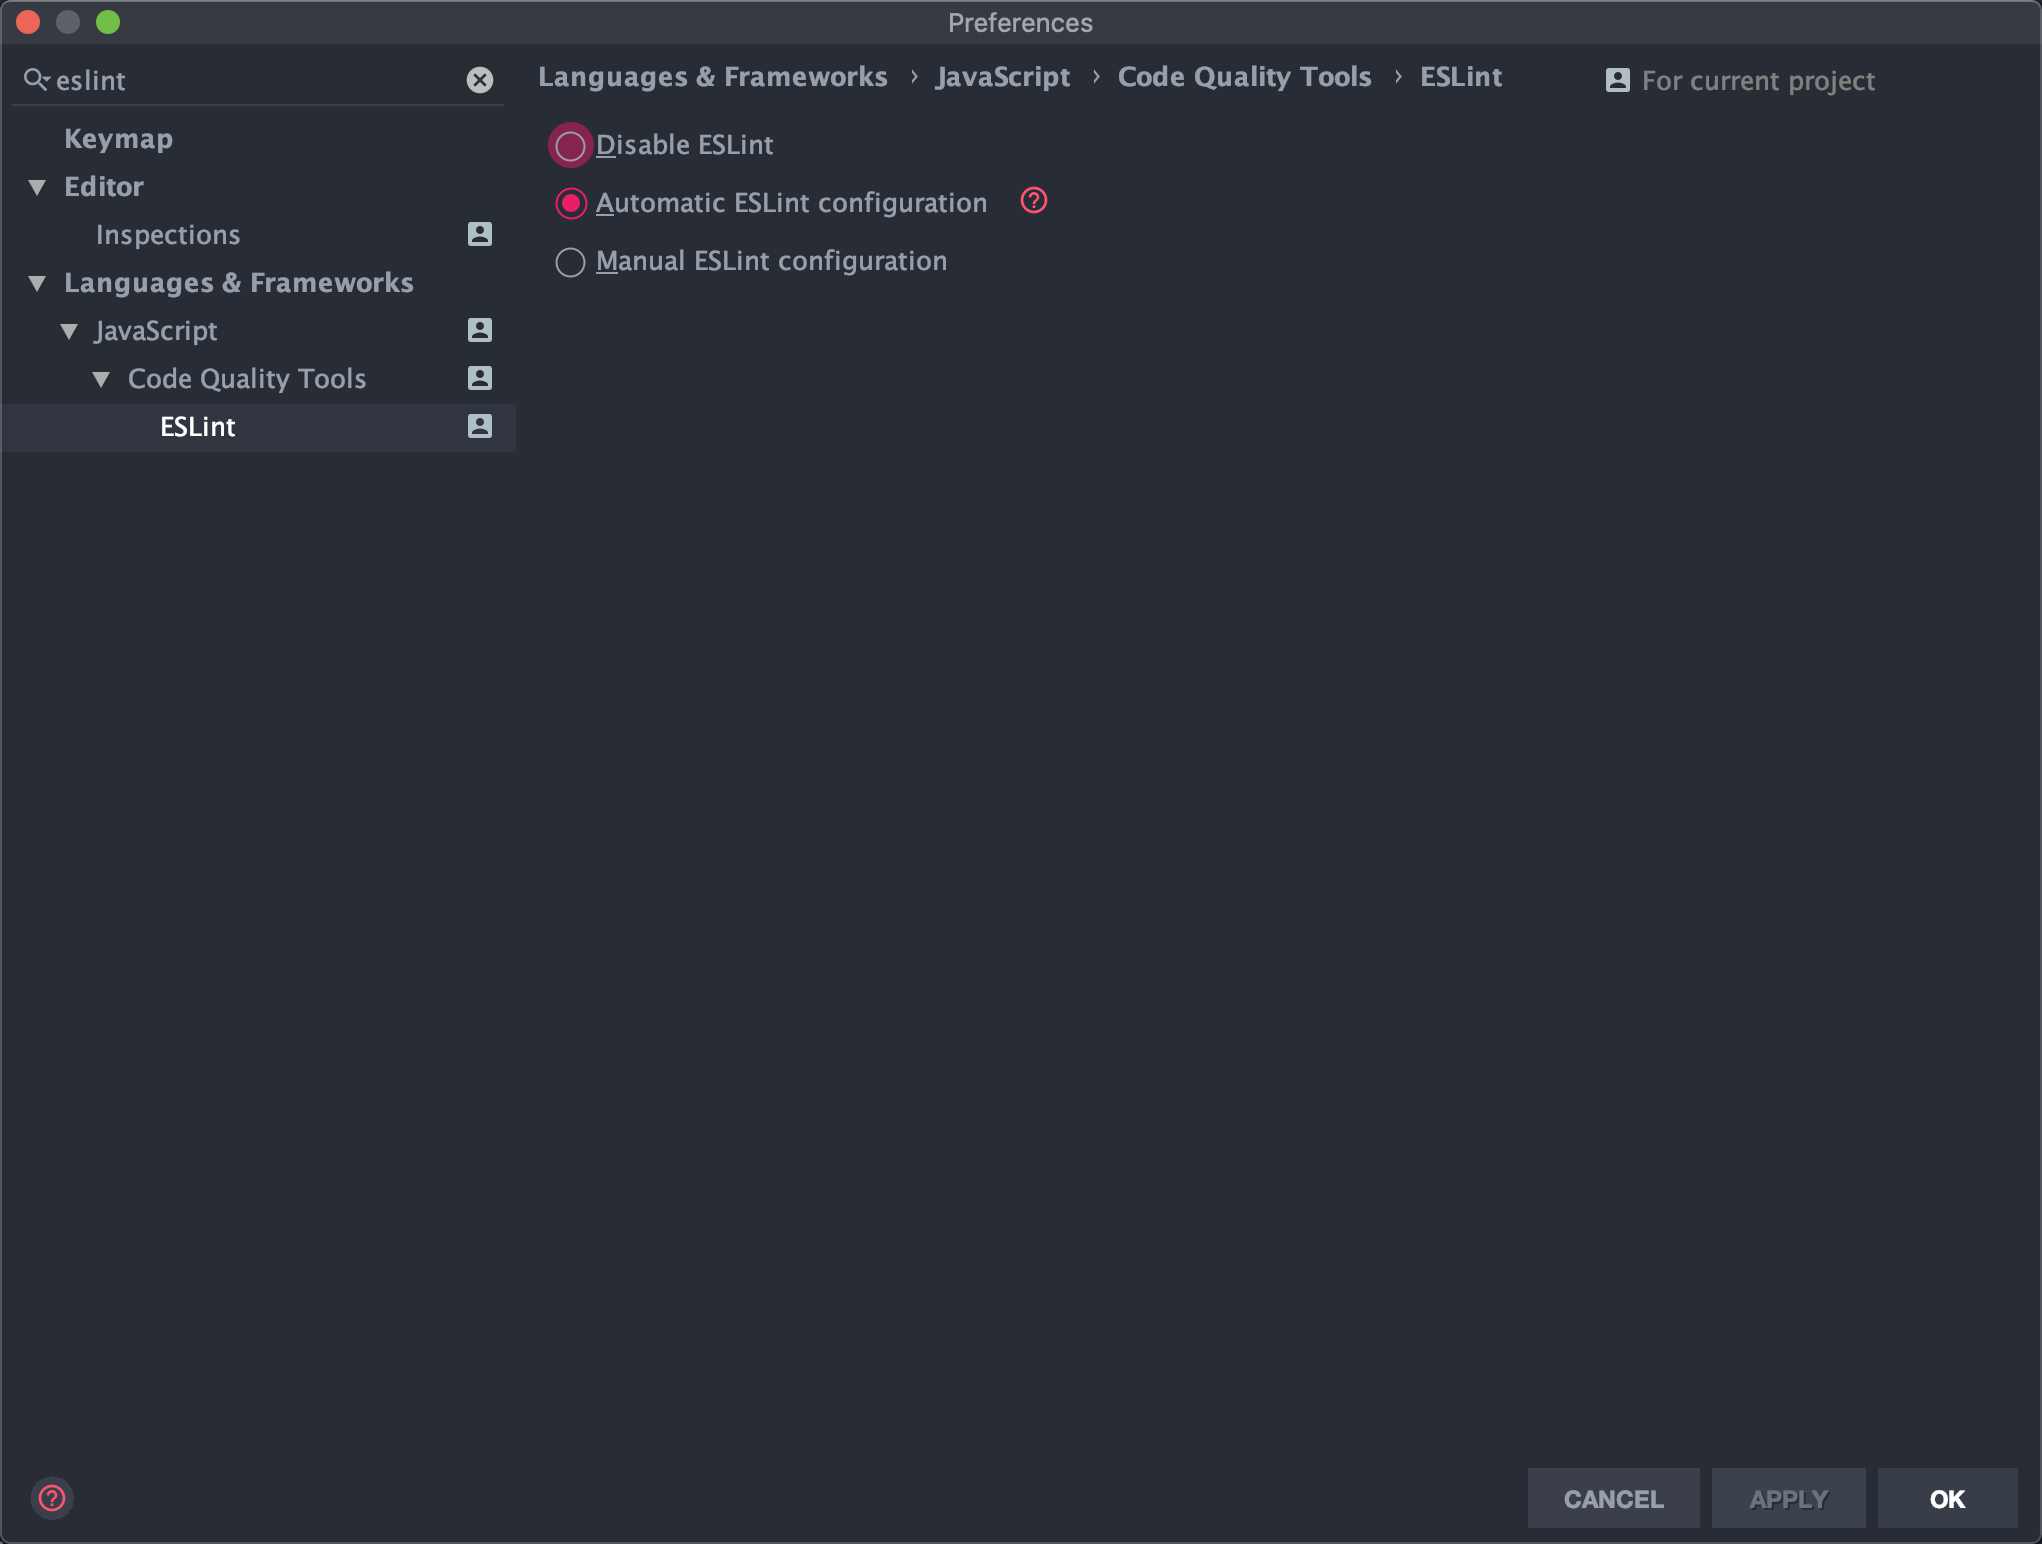 Preferences
eslint
Keymap
Editor
Inspections
Languages & Frameworks
JavaScript
Code Quality Tools
ESLint
Languages & Frameworks › JavaScript › Code Quality Tools › ESLint
For current project
Disable ESLint
Automatic ESLint configuration
Manual ESLint configuration
CANCEL
APPLY
OK